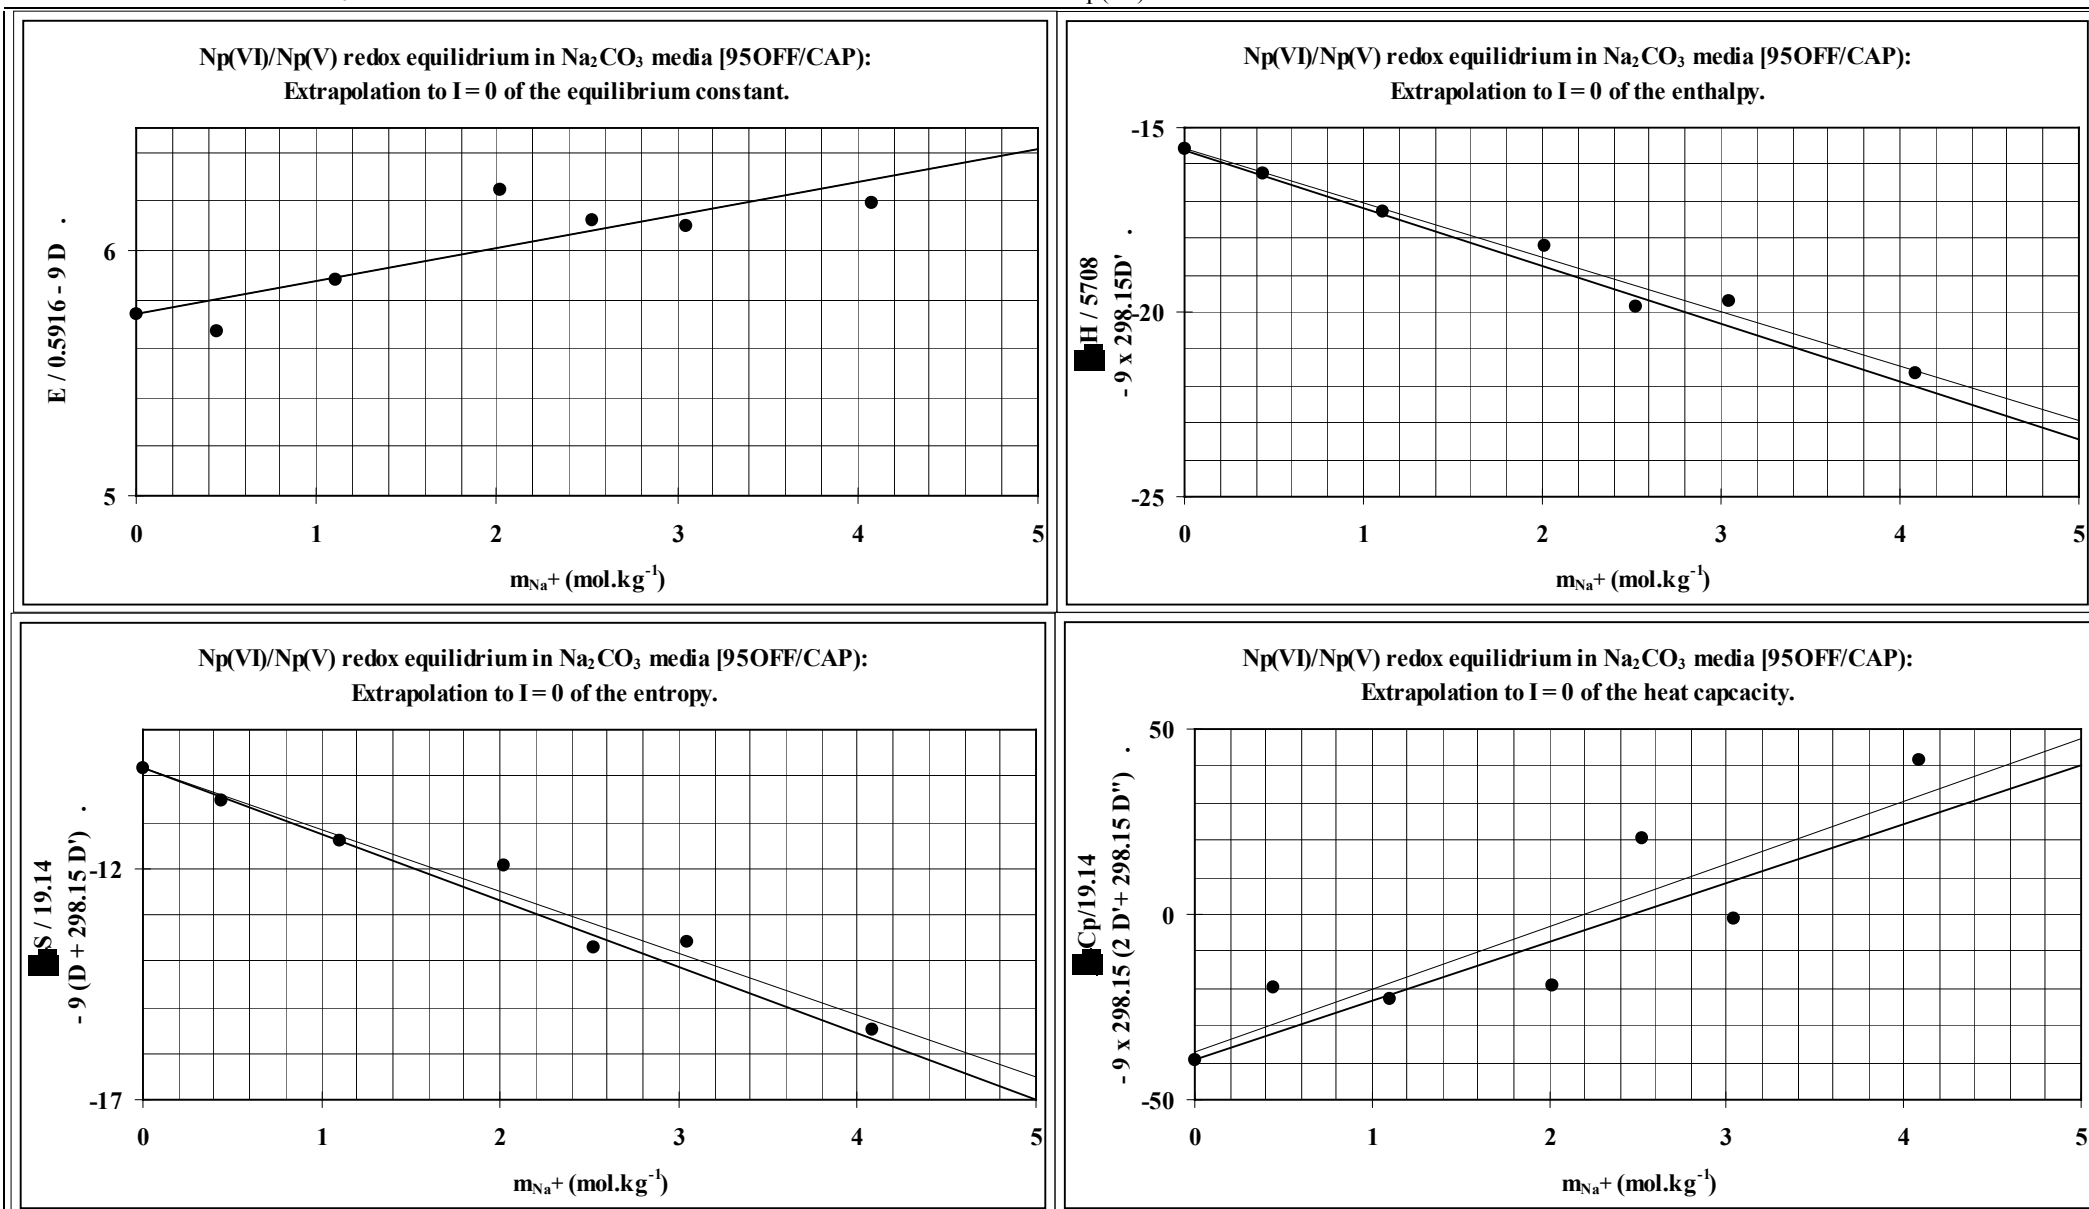 Np(VI)/Np(V) redox equilidrium in Na₂CO₃ media [95OFF/CAP):
Extrapolation to I = 0 of the equilibrium constant.
E / 0.5916 - 9 D .
6
5
0 1 2 3 4 5
mNa+ (mol.kg⁻¹)
Np(VI)/Np(V) redox equilidrium in Na₂CO₃ media [95OFF/CAP):
Extrapolation to I = 0 of the enthalpy.
H / 5708
- 9 x 298.15D' .
-15
-20
-25
0 1 2 3 4 5
mNa+ (mol.kg⁻¹)
Np(VI)/Np(V) redox equilidrium in Na₂CO₃ media [95OFF/CAP):
Extrapolation to I = 0 of the entropy.
S / 19.14
- 9 (D + 298.15 D') .
-12
-17
0 1 2 3 4 5
mNa+ (mol.kg⁻¹)
Np(VI)/Np(V) redox equilidrium in Na₂CO₃ media [95OFF/CAP):
Extrapolation to I = 0 of the heat capcacity.
Cp/19.14
- 9 x 298.15 (2 D'+ 298.15 D") .
50
0
-50
0 1 2 3 4 5
mNa+ (mol.kg⁻¹)